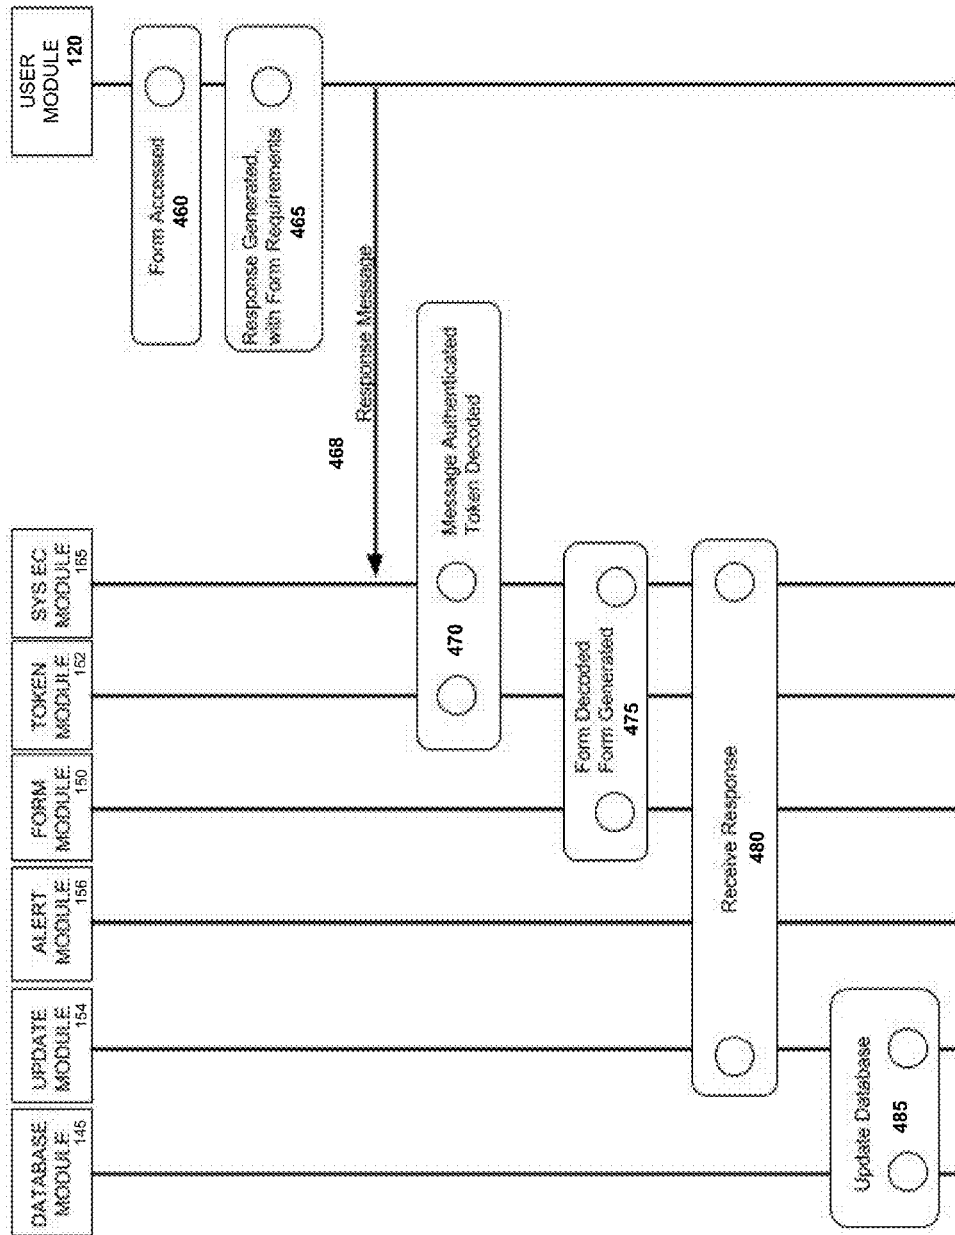 DATABASE
MODULE
145
UPDATE
MODULE
154
ALERT
MODULE
156
FORM
MODULE
150
TOKEN
MODULE
152
SYS EC
MODULE
165
USER
MODULE
120
Form Accessed
460
Response Generated,
with Form Requirements
465
468
Response Message
Message Authenticated
Token Decoded
470
Form Decoded
Form Generated
475
Receive Response
480
Update Database
485